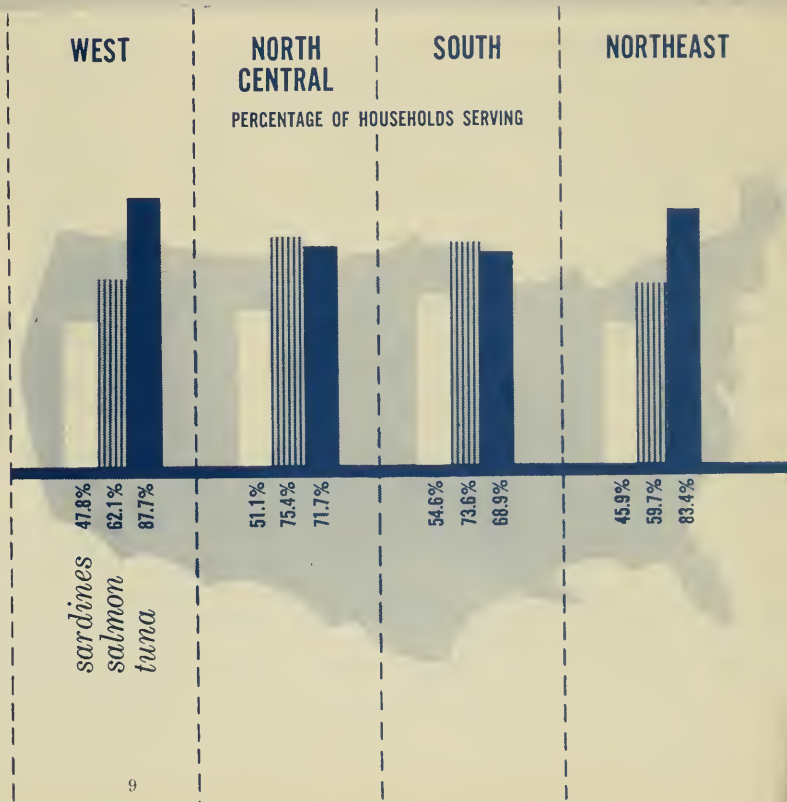 WEST
NORTH
CENTRAL
SOUTH
NORTHEAST
PERCENTAGE OF HOUSEHOLDS SERVING
47.8%
62.1%
87.7%
51.1%
75.4%
71.7%
54.6%
73.6%
68.9%
45.9%
59.7%
83.4%
sardines
salmon
tuna
9